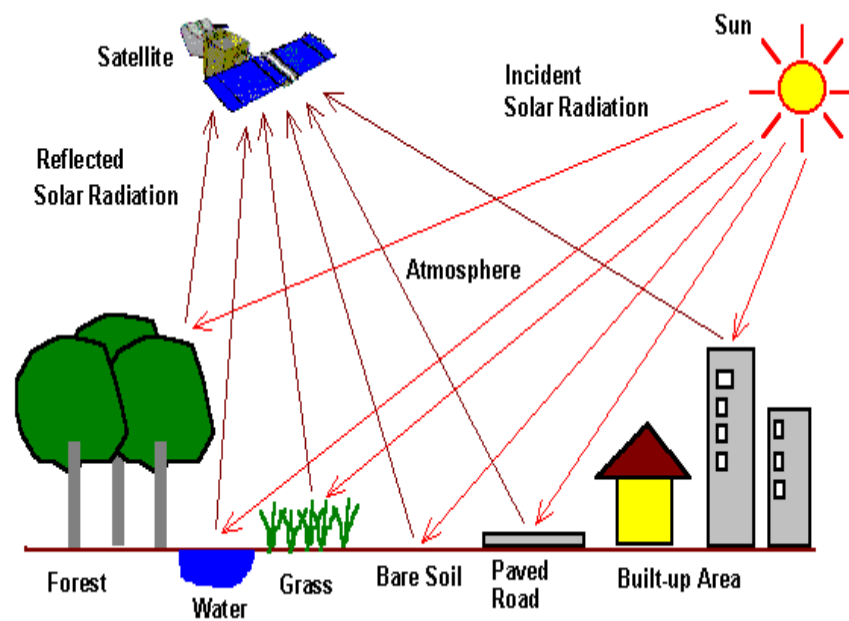 Sun
Satellite
Incident
Solar Radiation
Reflected
Solar Radiation
Atmosphere
Forest
Water
Grass
Bare Soil
Paved
Road
Built-up Area